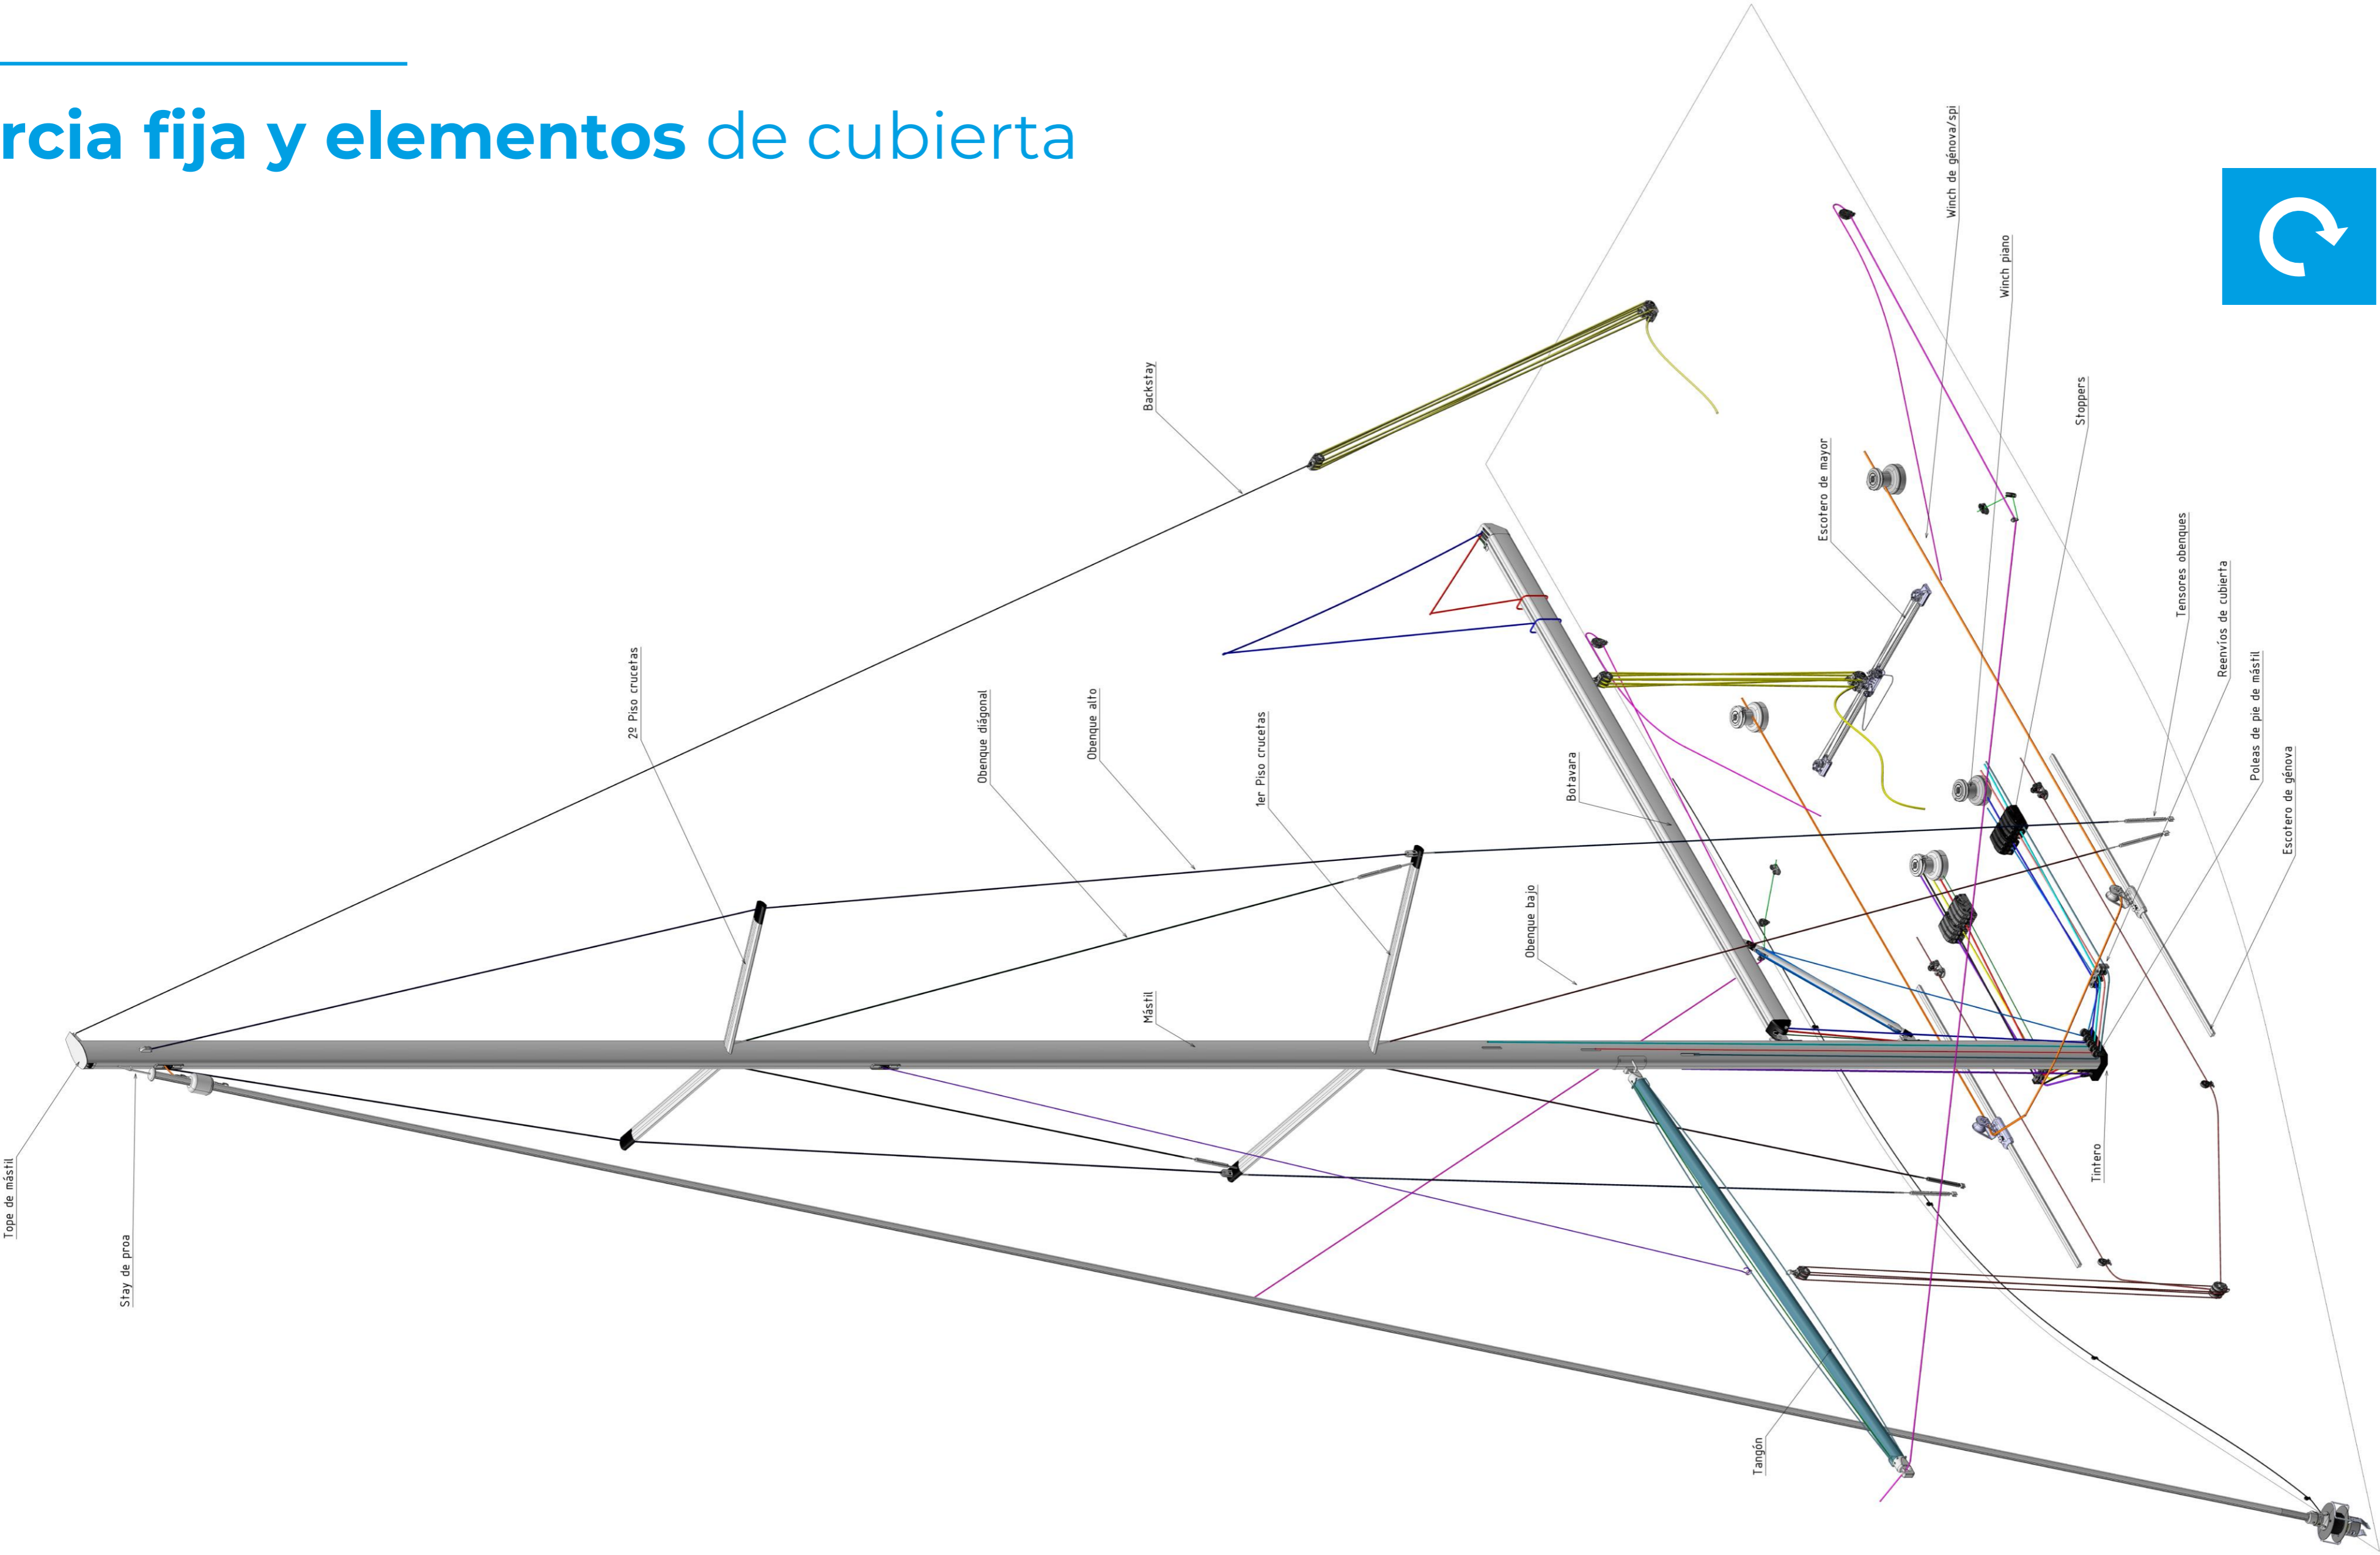 rcia fija y elementos de cubierta
Tope de mástil
Stay de proa
2º Piso crucetas
Obenque diágonal
Obenque alto
Mástil
Backstay
1er Piso crucetas
Obenque bajo
Botavara
Tangón
Escotero de mayor
Winch de génova/spi
Winch piano
Stoppers
Tintero
Tensores obenques
Reenvíos de cubierta
Poleas de pie de mástil
Escotero de génova